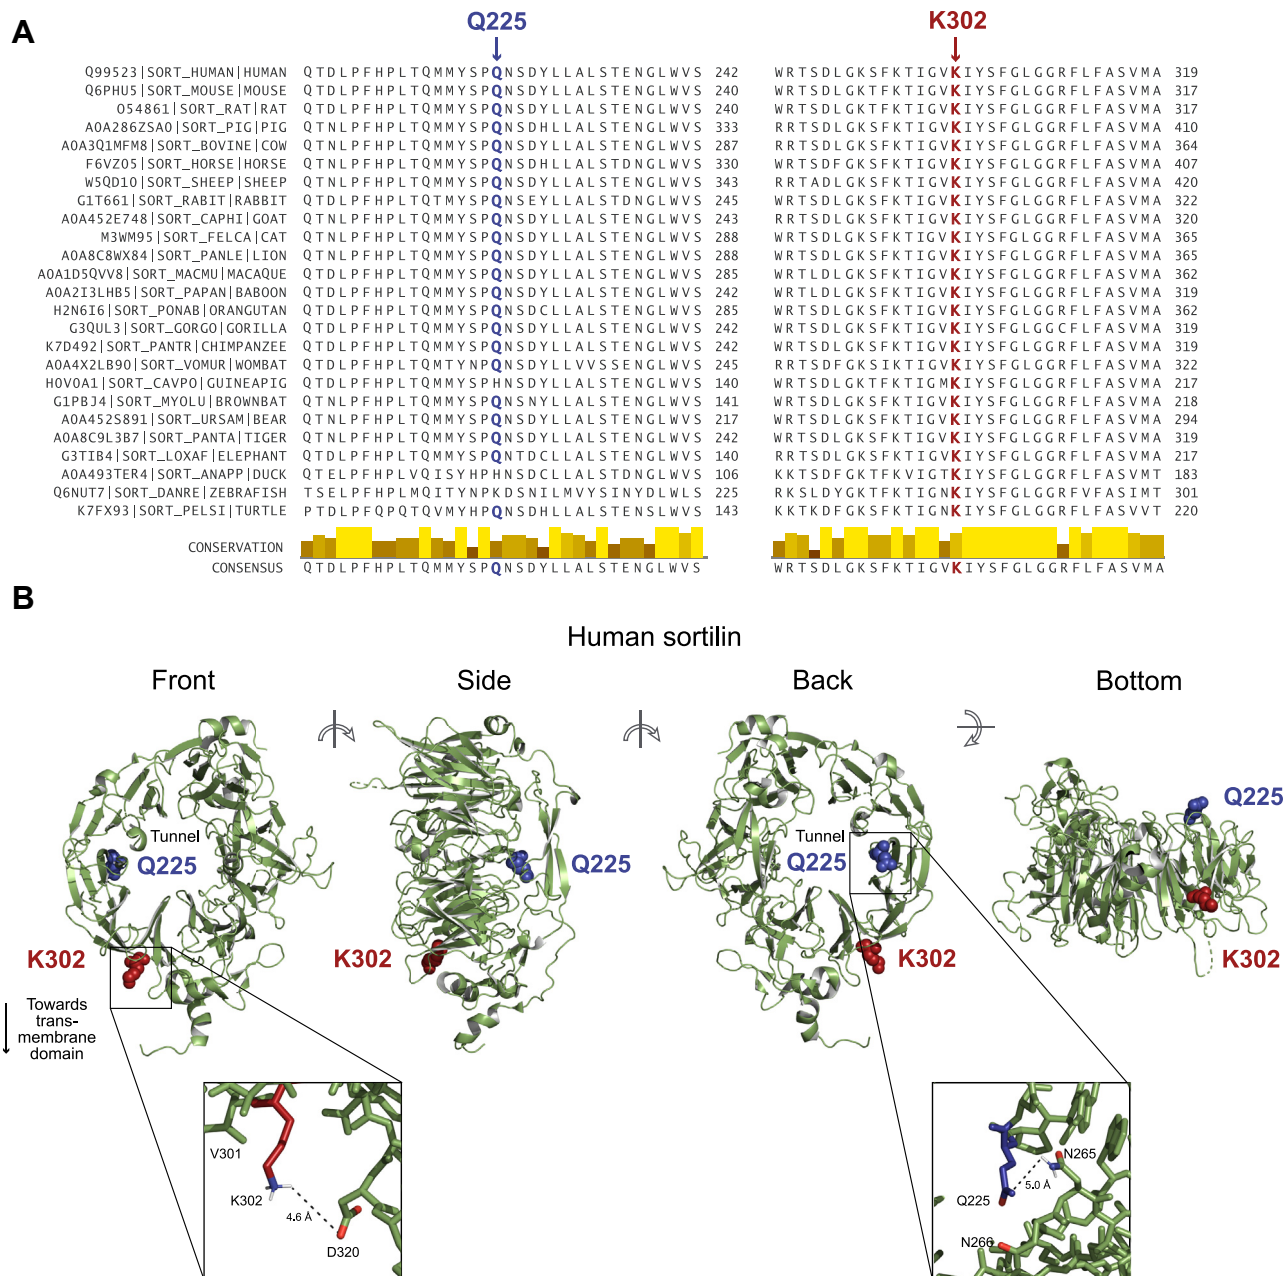 A
Q225
K302
Q99523|SORT_HUMAN|HUMAN QTDLPFHPLTQMMYSPQNSDYLLALSTENGLWVS 242 WRTSDLGKSFKTIGVKIYSFGLGGRFLFASVMA 319
Q6PHU5|SORT_MOUSE|MOUSE QTDLPFHPLTQMMYSPQNSDYLLALSTENGLWVS 240 WRTSDLGKTFKTIGVKIYSFGLGGRFLFASVMA 317
O54861|SORT_RAT|RAT QTDLPFHPLTQMMYSPQNSDYLLALSTENGLWVS 240 WRTSDLGKTFKTIGVKIYSFGLGGRFLFASVMA 317
A0A286ZSA0|SORT_PIG|PIG QTNLPFHPLTQMMYSPQNSDHLLALSTENGLWVS 333 RRTSDLGKSFKTIGVKIYSFGLGGRFLFASVMA 410
A0A3Q1MFM8|SORT_BOVINE|COW QTNLPFHPLTQMMYSPQNSDYLLALSTENGLWVS 287 RRTSDLGKSFKTIGVKIYSFGLGGRFLFASVMA 364
F6VZ05|SORT_HORSE|HORSE QTNLPFHPLTQMMYSPQNSDHLLALSTDNGLWVS 330 WRTSDFGKSFKTIGVKIYSFGLGGRFLFASVMA 407
W5QD10|SORT_SHEEP|SHEEP QTNLPFHPLTQMMYSPQNSDYLLALSTENGLWVS 343 RRTADLGKSFKTIGVKIYSFGLGGRFLFASVMA 420
G1T661|SORT_RABIT|RABBIT QTDLPFHPLTQMMYSPQNSEYLLALSTDNGLWVS 245 WRTSDLGKSFKTIGVKIYSFGLGGRFLFASVMA 322
A0A452E748|SORT_CAPHI|GOAT QTNLPFHPLTQMMYSPQNSDYLLALSTENGLWVS 243 RRTSDLGKSFKTIGVKIYSFGLGGRFLFASVMA 320
M3WM95|SORT_FELCA|CAT QTNLPFHPLTQMMYSPQNSDYLLALSTENGLWVS 288 WRTSDLGKSFKTIGVKIYSFGLGGRFLFASVMA 365
A0A8C8WX84|SORT_PANLE|LION QTNLPFHPLTQMMYSPQNSDYLLALSTENGLWVS 288 WRTSDLGKSFKTIGVKIYSFGLGGRFLFASVMA 365
A0A1D5QVV8|SORT_MACMU|MACAQUE QTDLPFHPLTQMMYSPQNSDYLLALSTENGLWVS 285 WRTLDLGKSFKTIGVKIYSFGLGGRFLFASVMA 362
A0A2I3LHB5|SORT_PAPAN|BABOON QTDLPFHPLTQMMYSPQNSDYLLALSTENGLWVS 242 WRTLDLGKSFKTIGVKIYSFGLGGRFLFASVMA 319
H2N6I6|SORT_PONAB|ORANGUTAN QTDLPFHPLTQMMYSPQNSDCLLALSTENGLWVS 285 WRTSDLGKSFKTIGVKIYSFGLGGRFLFASVMA 362
G3QUL3|SORT_GORGO|GORILLA QTDLPFHPLTQMMYSPQNSDYLLALSTENGLWVS 242 WRTSDLGKSFKTIGVKIYSFGLGGCFLFASVMA 319
K7D492|SORT_PANTR|CHIMPANZEE QTDLPFHPLTQMMYSPQNSDYLLALSTENGLWVS 242 WRTSDLGKSFKTIGVKIYSFGLGGRFLFASVMA 319
A0A4X2LB90|SORT_VOMUR|WOMBAT QTDLPFHPLTQMTYNPQNSDYLLVVSSENGLWVS 245 RRTSDFGKSIKTIGVKIYSFGLGGRFLFASVMA 322
H0V0A1|SORT_CAVPO|GUINEAPIG QTDLPFHPLTQMMYSPHNSDYLLALSTENGLWVS 140 WRTSDLGKTFKTIGMKIYSFGLGGRFLFASVMA 217
G1PBJ4|SORT_MYOLU|BROWNBAT QTNLPFHPLTQMMYSPQNSNYLLALSTENGLWVS 141 WRTSDFGKSFKTIGVKIYSFGLGGRFLFASVMA 218
A0A452S891|SORT_URSAM|BEAR QTNLPFHPLTQMMYSPQNSDYLLALSTENGLWVS 217 WRTSDFGKSFKTIGVKIYSFGLGGRFLFASVMA 294
A0A8C9L3B7|SORT_PANTA|TIGER QTNLPFHPLTQMMYSPQNSDYLLALSTENGLWVS 242 WRTSDLGKSFKTIGVKIYSFGLGGRFLFASVMA 319
G3TIB4|SORT_LOXAF|ELEPHANT QTDLPFHPLTQMMYSPQNTDCLLALSTENGLWVS 140 RRTSDLGKSFKTIGVKIYSFGLGGRFLFASVMA 217
A0A493TER4|SORT_ANAPP|DUCK QTELPFHPLVQISYHPHNSDYLLALSTDNGLWVS 106 KKTSDFGKTFKVIGTKIYSFGLGGRFLFASVMT 183
Q6NUT7|SORT_DANRE|ZEBRAFISH TSELPFHPLMQITYNPKDSNILMVYSINYDLWLS 225 RKSLDYGKTFKTIGNKIYSFGLGGRFVFASIMT 301
K7FX93|SORT_PELSI|TURTLE PTDLPFQPQTQVMYHPQNSDHLLALSTENGLWVS 143 KKTKDFGKTFKTIGNKIYSFGLGGRFLFASVVT 220
CONSERVATION
CONSENSUS QTDLPFHPLTQMMYSPQNSDYLLALSTENGLWVS WRTSDLGKSFKTIGVKIYSFGLGGRFLFASVMA
B
Human sortilin
Front Side Back Bottom
Tunnel
Q225
K302
Towards
trans-
membrane
domain
Q225
K302
Tunnel
Q225
K302
Q225
K302
V301
K302
4.6 Å
D320
N265
5.0 Å
Q225
N266